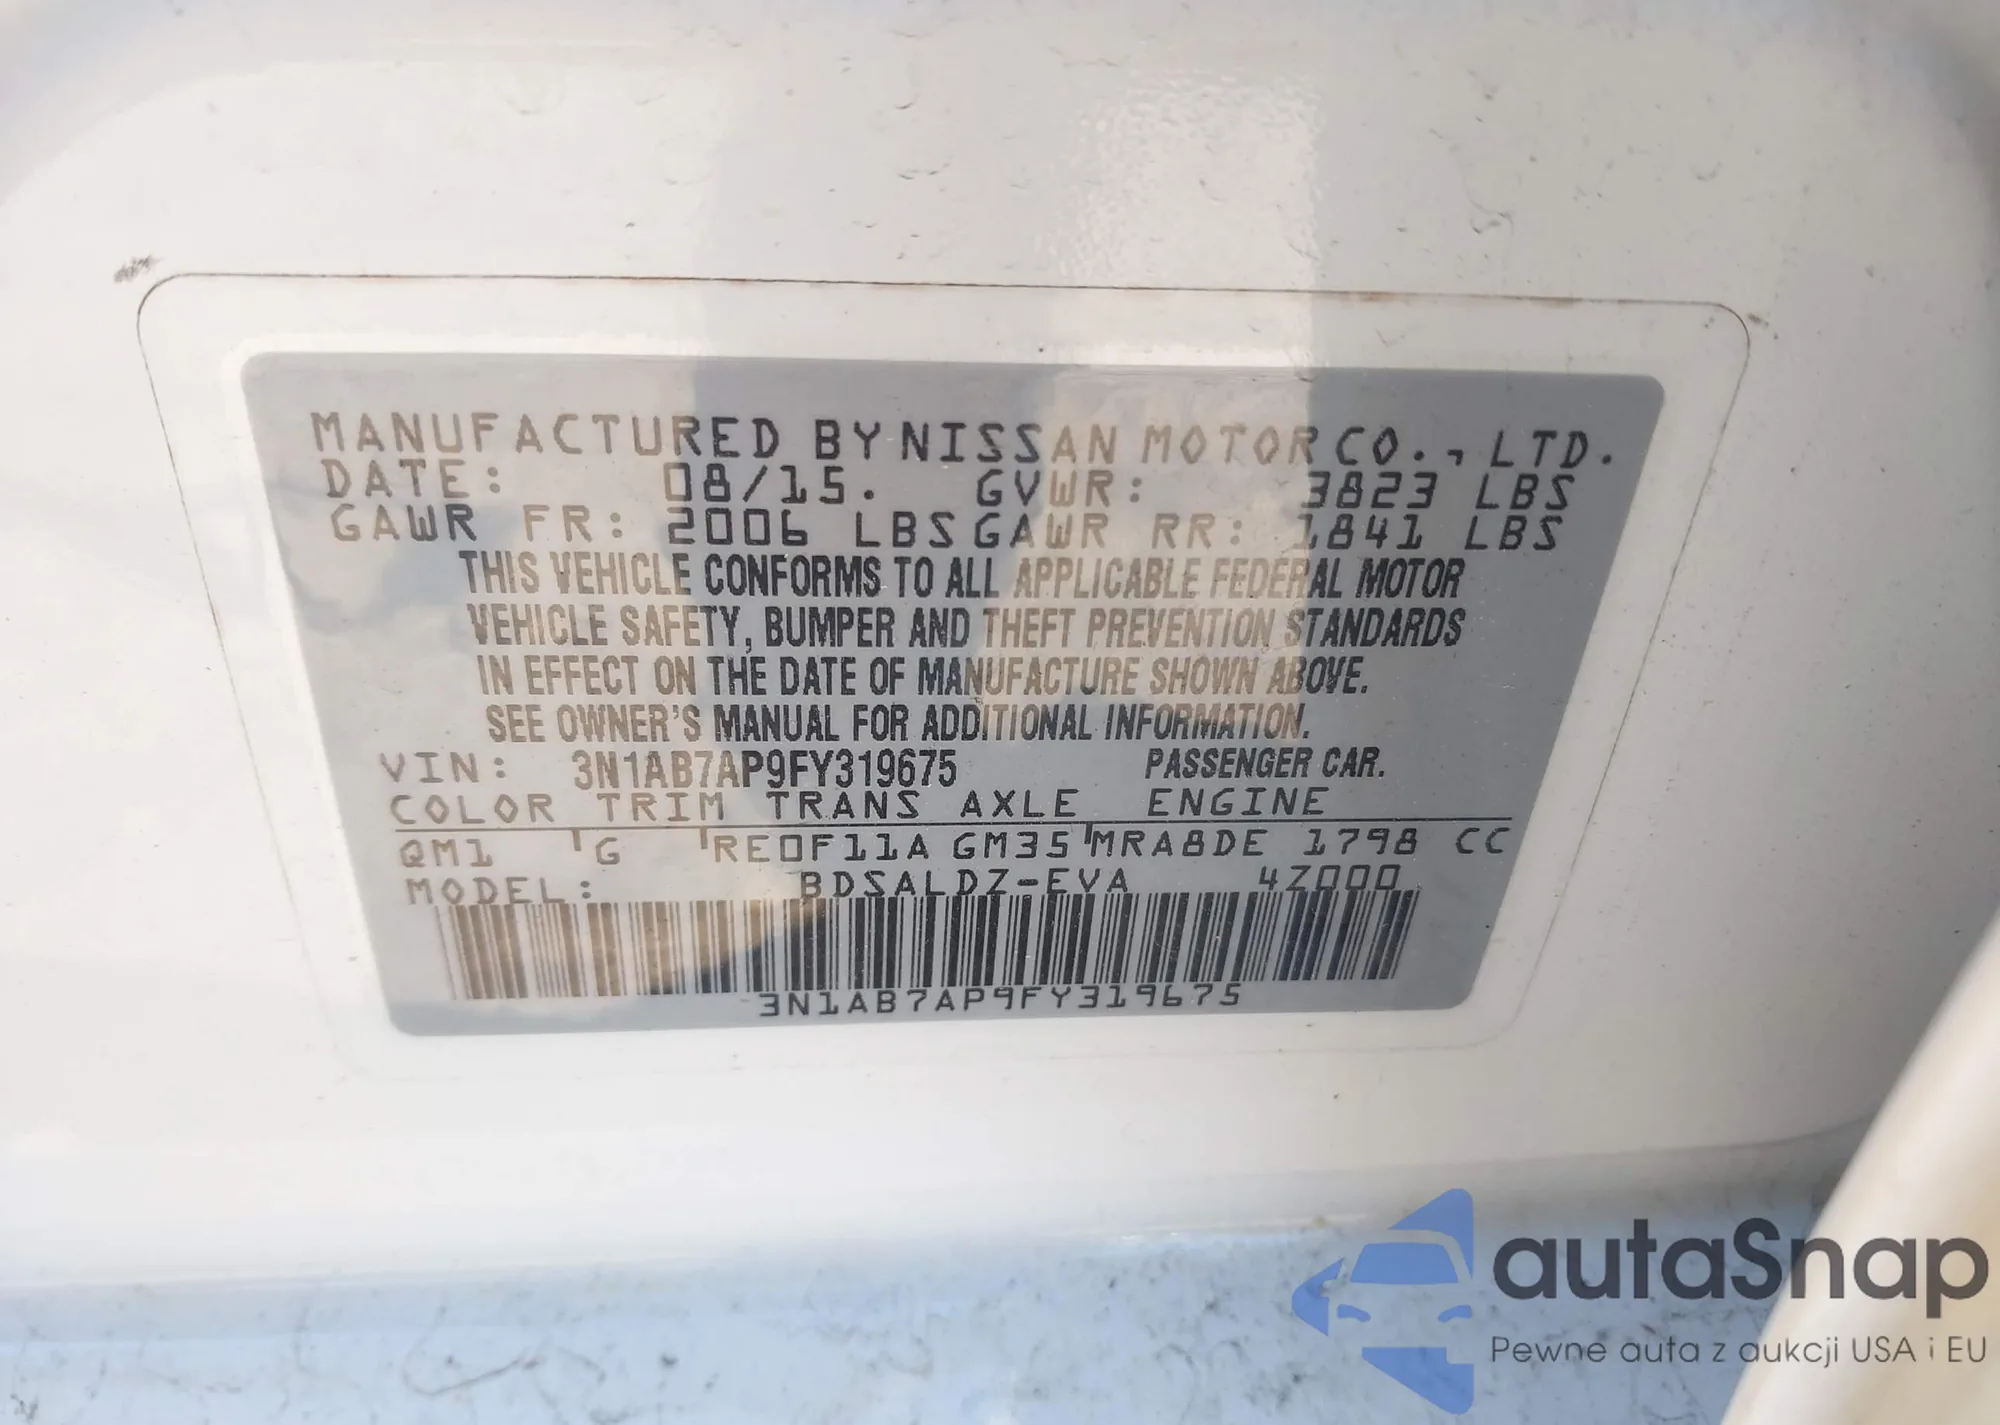 MANUFACTURED BY NISSAN MOTOR CO., LTD.
DATE: 08/15. GVWR: 3823 LBS
GAWR FR: 2006 LBS GAWR RR: 1841 LBS
THIS VEHICLE CONFORMS TO ALL APPLICABLE FEDERAL MOTOR
VEHICLE SAFETY, BUMPER AND THEFT PREVENTION STANDARDS
IN EFFECT ON THE DATE OF MANUFACTURE SHOWN ABOVE.
SEE OWNER'S MANUAL FOR ADDITIONAL INFORMATION.
VIN: 3N1AB7AP9FY319675 PASSENGER CAR.
COLOR TRIM TRANS AXLE ENGINE
QM1 G RE0F11A GM35 MRA8DE 1798 CC
MODEL: BDSALDZ-EVA 4Z000
3N1AB7AP9FY319675
autaSnap
Pewne auta z aukcji USA i EU